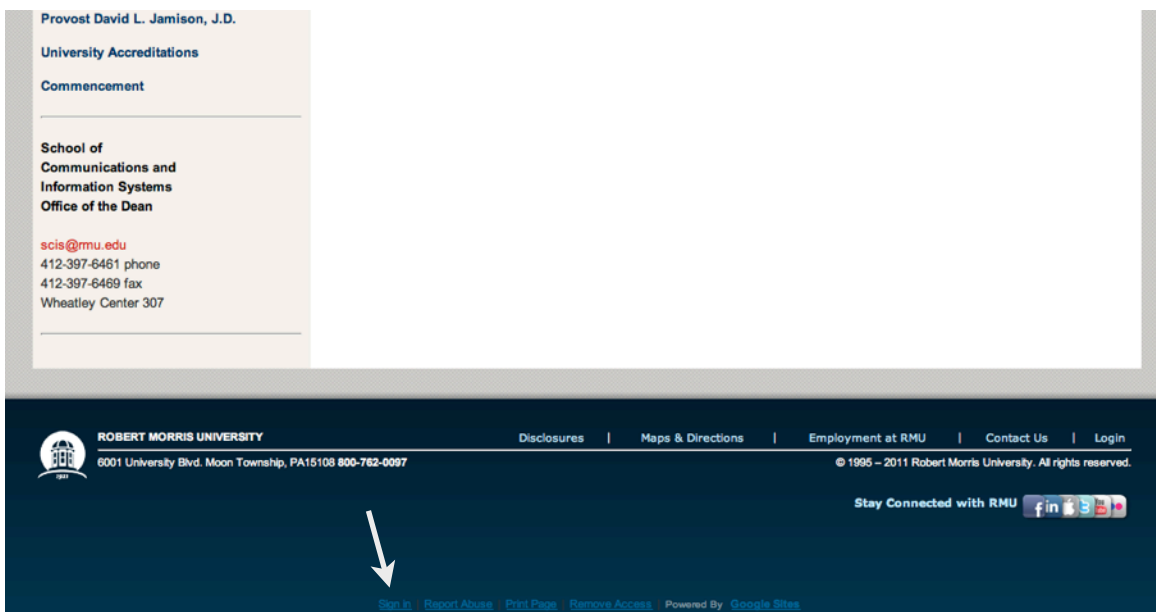 Provost David L. Jamison, J.D.
University Accreditations
Commencement
School of
Communications and
Information Systems
Office of the Dean
scis@rmu.edu
412-397-6461 phone
412-397-6469 fax
Wheatley Center 307
ROBERT MORRIS UNIVERSITY
Disclosures | Maps & Directions | Employment at RMU | Contact Us | Login
6001 University Blvd. Moon Township, PA15108 800-762-0097
© 1995 – 2011 Robert Morris University. All rights reserved.
Stay Connected with RMU
Sign in | Report Abuse | Print Page | Remove Access | Powered By Google Sites